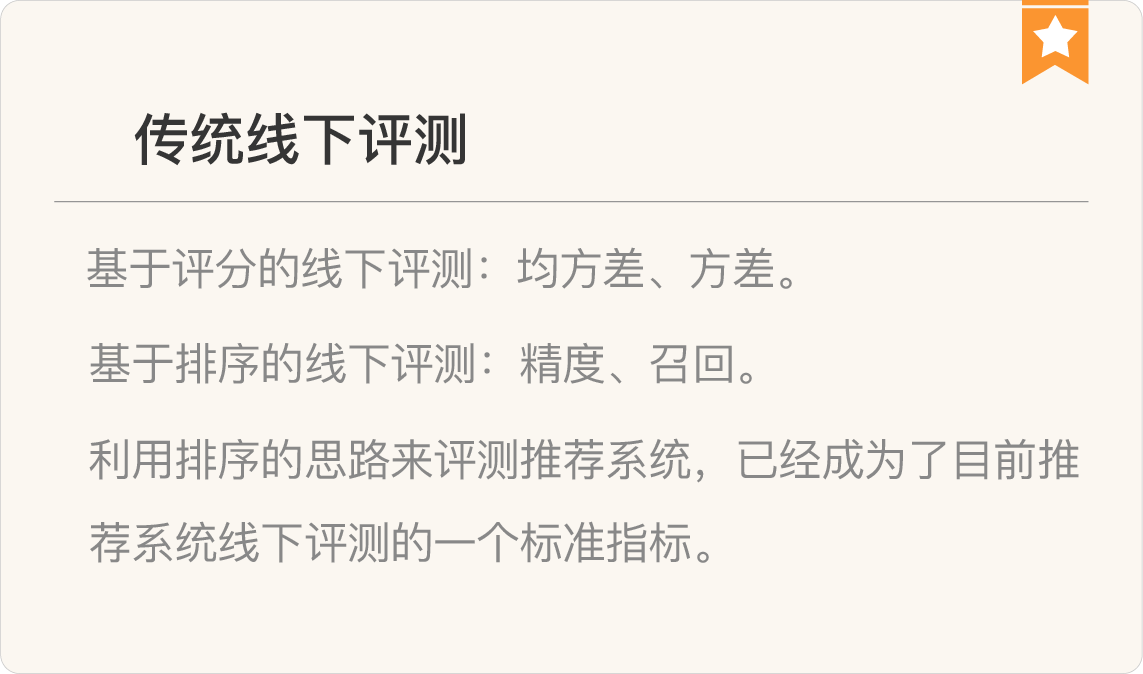 传统线下评测
基于评分的线下评测：均方差、方差。
基于排序的线下评测：精度、召回。
利用排序的思路来评测推荐系统，已经成为了目前推
荐系统线下评测的一个标准指标。